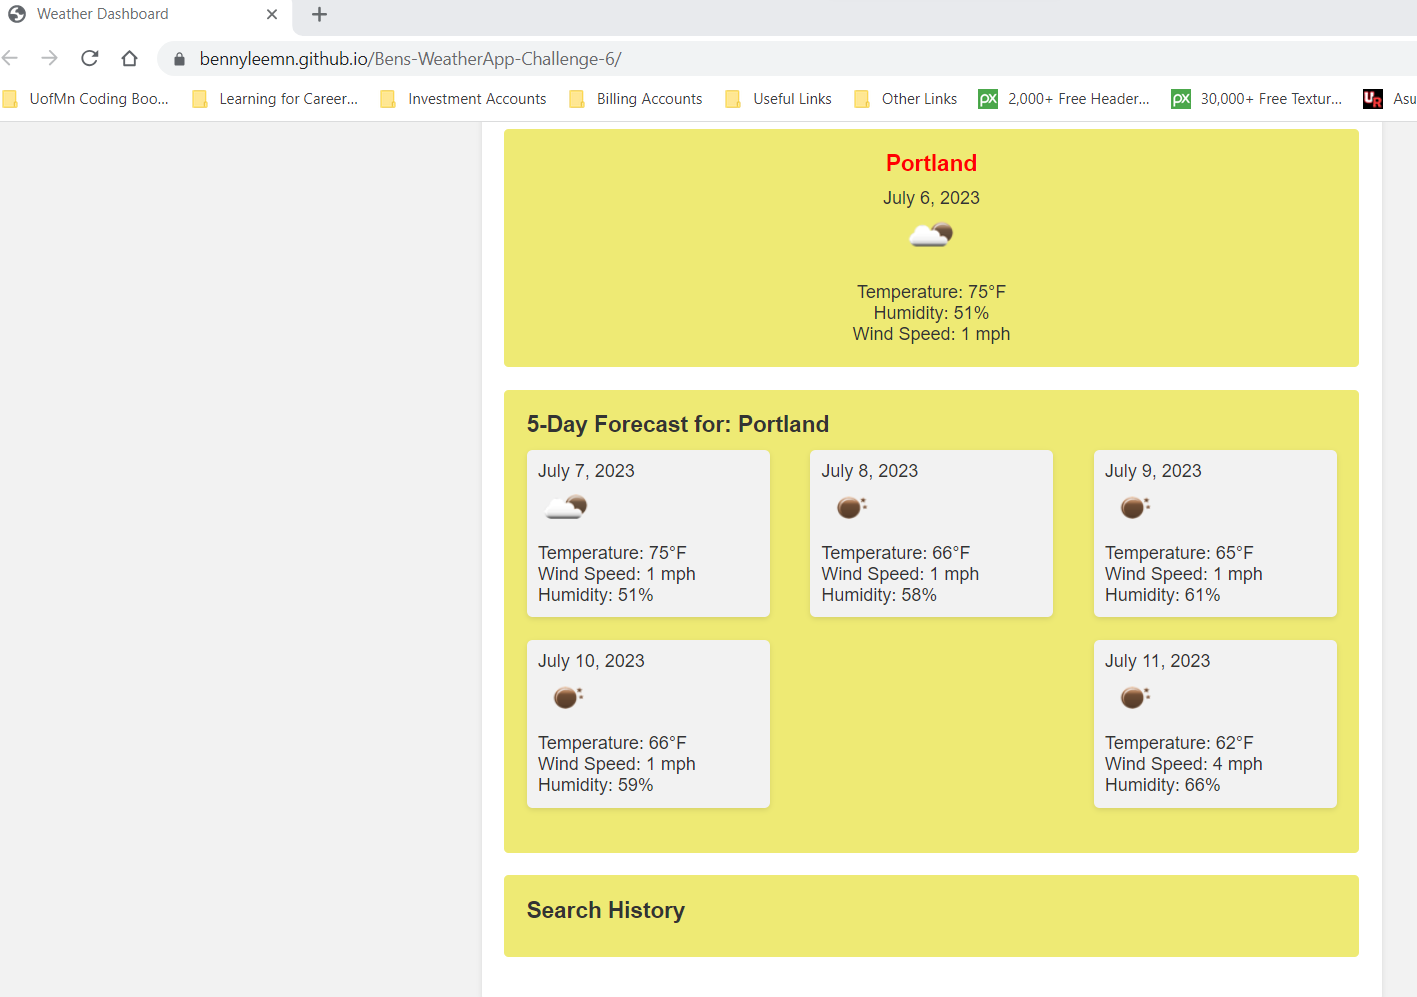 Weather Dashboard
bennyleemn.github.io/Bens-WeatherApp-Challenge-6/
UofMn Coding Boo... Learning for Career... Investment Accounts Billing Accounts Useful Links Other Links px 2,000+ Free Header... px 30,000+ Free Textur... UR Asu
Portland
July 6, 2023
Temperature: 75°F
Humidity: 51%
Wind Speed: 1 mph
5-Day Forecast for: Portland
July 7, 2023
Temperature: 75°F
Wind Speed: 1 mph
Humidity: 51%
July 8, 2023
Temperature: 66°F
Wind Speed: 1 mph
Humidity: 58%
July 9, 2023
Temperature: 65°F
Wind Speed: 1 mph
Humidity: 61%
July 10, 2023
Temperature: 66°F
Wind Speed: 1 mph
Humidity: 59%
July 11, 2023
Temperature: 62°F
Wind Speed: 4 mph
Humidity: 66%
Search History